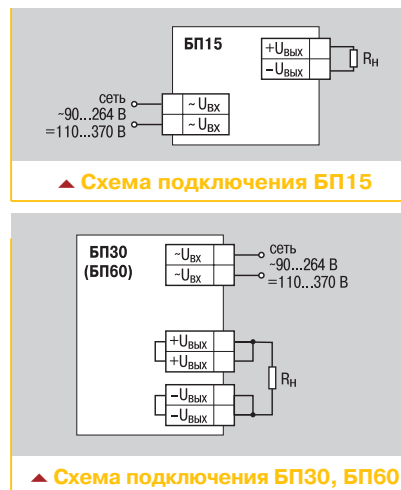 БП15
+Uвых
−Uвых
Rн
сеть
~90...264 В
=110...370 В
~ Uвх
~ Uвх
Схема подключения БП15
БП30
(БП60)
~Uвх
~Uвх
сеть
~90...264 В
=110...370 В
+Uвых
+Uвых
−Uвых
−Uвых
Rн
Схема подключения БП30, БП60